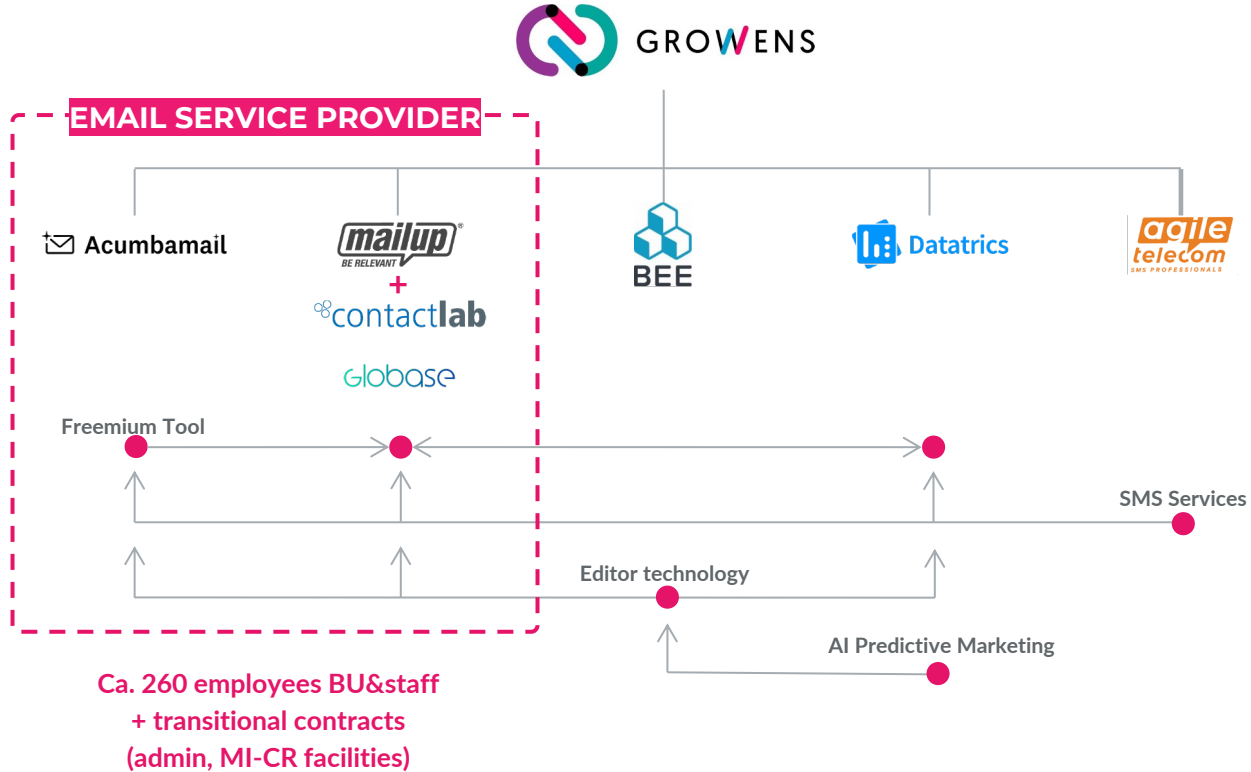 GROWENS
EMAIL SERVICE PROVIDER
Acumbamail
mailup®
BE RELEVANT
+
contactlab
Globase
BEE
Datatrics
agile
telecom
SMS PROFESSIONALS
Freemium Tool
SMS Services
Editor technology
AI Predictive Marketing
Ca. 260 employees BU&staff
+ transitional contracts
(admin, MI-CR facilities)